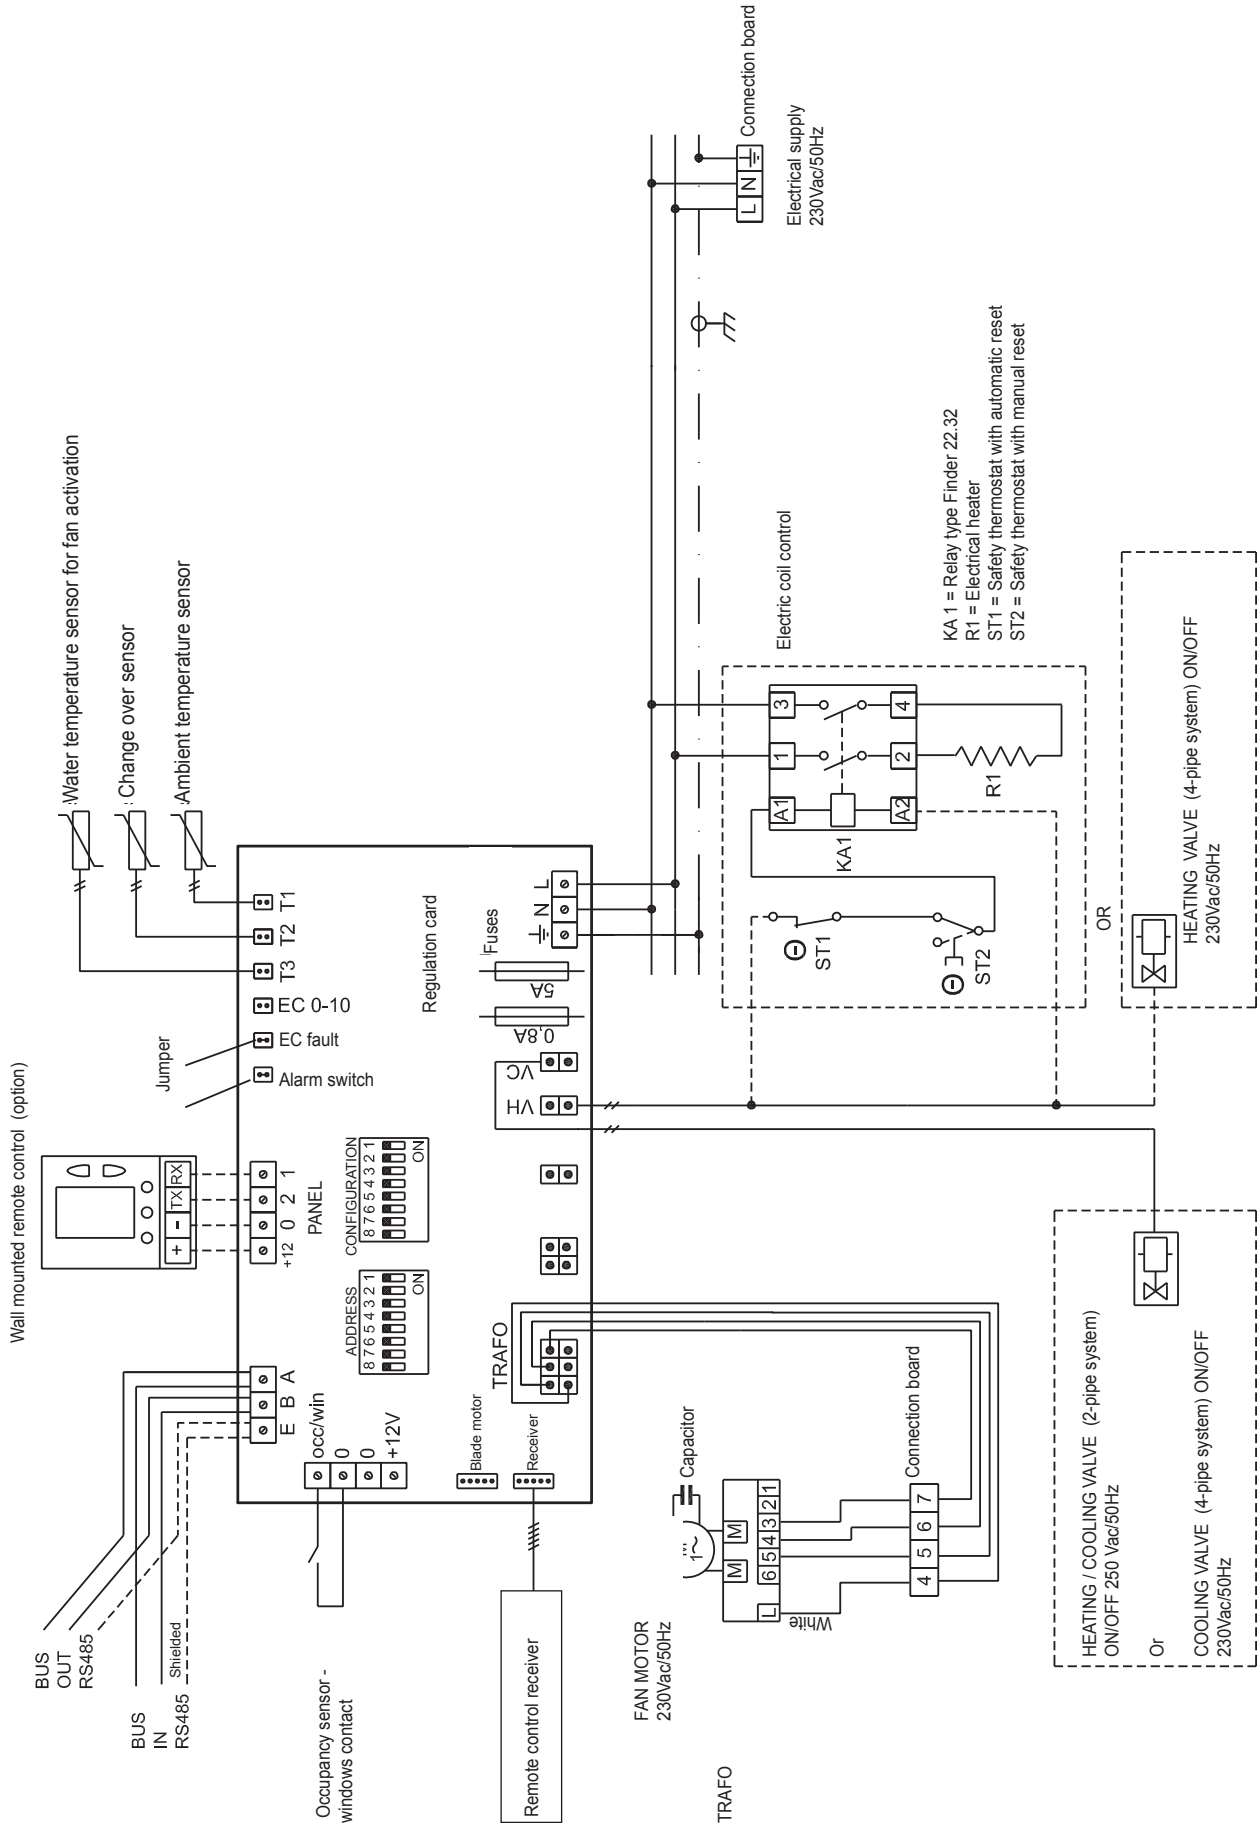 Wall mounted remote control (option)
+
-
TX
RX
+12
0
2
1
PANEL
BUS
OUT
RS485
BUS
IN
RS485
Shielded
E
B
A
ADDRESS
8 7 6 5 4 3 2 1
ON
CONFIGURATION
8 7 6 5 4 3 2 1
ON
Jumper
Alarm switch
EC fault
EC 0-10
T3
T2
T1
Water temperature sensor for fan activation
: Change over sensor
Ambient temperature sensor
occ/win
0
0
+12V
Occupancy sensor -
windows contact
Blade motor
Receiver
Remote control receiver
TRAFO
VH
VC
0,8A
5A
Fuses
Regulation card
N
L
FAN MOTOR
230Vac/50Hz
1~
Capacitor
M
M
L
6 5 4 3 2 1
White
4
5
6
7
Connection board
TRAFO
L
N
Connection board
Electrical supply
230Vac/50Hz
Electric coil control
ST1
ST2
KA1
A1
1
3
A2
2
4
R1
KA 1 = Relay type Finder 22.32
R1 = Electrical heater
ST1 = Safety thermostat with automatic reset
ST2 = Safety thermostat with manual reset
OR
HEATING VALVE (4-pipe system) ON/OFF
230Vac/50Hz
HEATING / COOLING VALVE (2-pipe system)
ON/OFF 250 Vac/50Hz
Or
COOLING VALVE (4-pipe system) ON/OFF
230Vac/50Hz